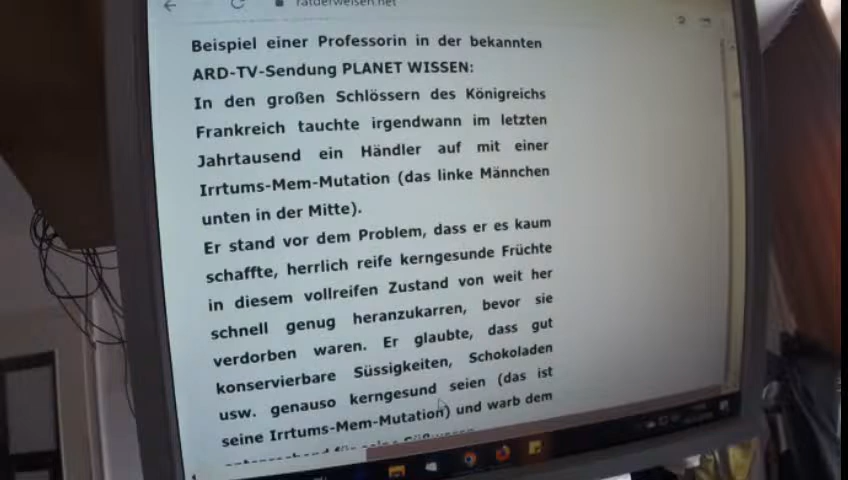 ratderweisen.net
Beispiel einer Professorin in der bekannten
ARD-TV-Sendung PLANET WISSEN:
In den großen Schlössern des Königreichs
Frankreich tauchte irgendwann im letzten
Jahrtausend ein Händler auf mit einer
Irrtums-Mem-Mutation (das linke Männchen
unten in der Mitte).
Er stand vor dem Problem, dass er es kaum
schaffte, herrlich reife kerngesunde Früchte
in diesem vollreifen Zustand von weit her
schnell genug heranzukarren, bevor sie
verdorben waren. Er glaubte, dass gut
konservierbare Süssigkeiten, Schokoladen
usw. genauso kerngesund seien (das ist
seine Irrtums-Mem-Mutation) und warb dem